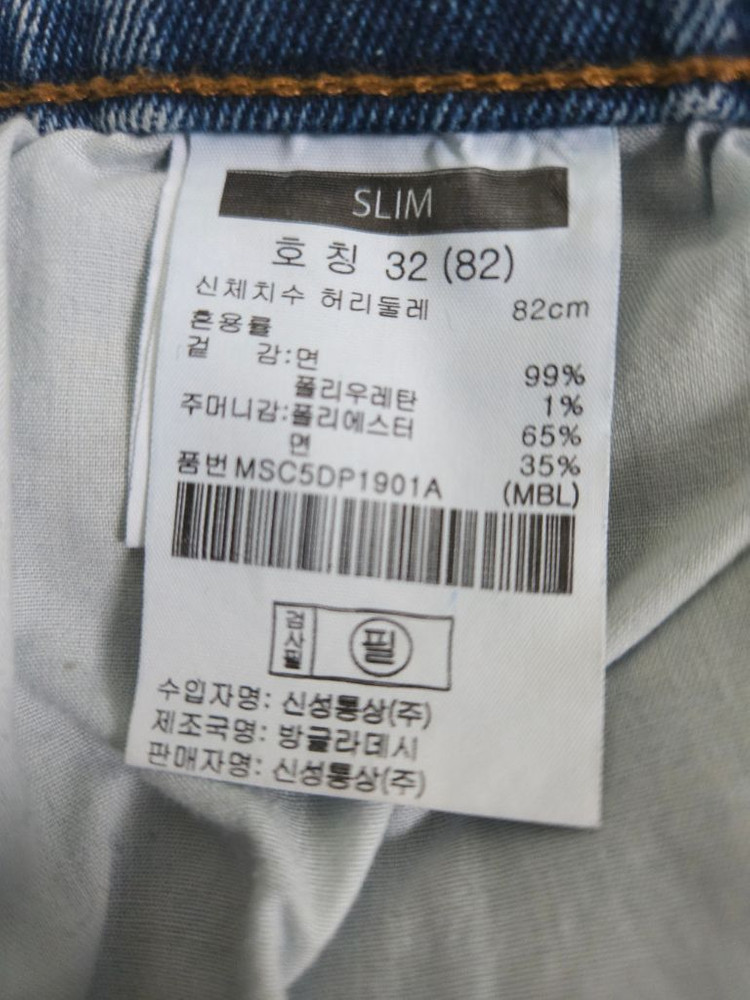 SLIM
호 칭 32 (82)
신체치수 허리둘레 82cm
혼용률
겉 감:면 99%
폴리우레탄 1%
주머니감:폴리에스터 65%
면 35%
품번 MSC5DP1901A (MBL)
검사필 필
수입자명: 신성통상(주)
제조국명: 방글라데시
판매자명: 신성통상(주)